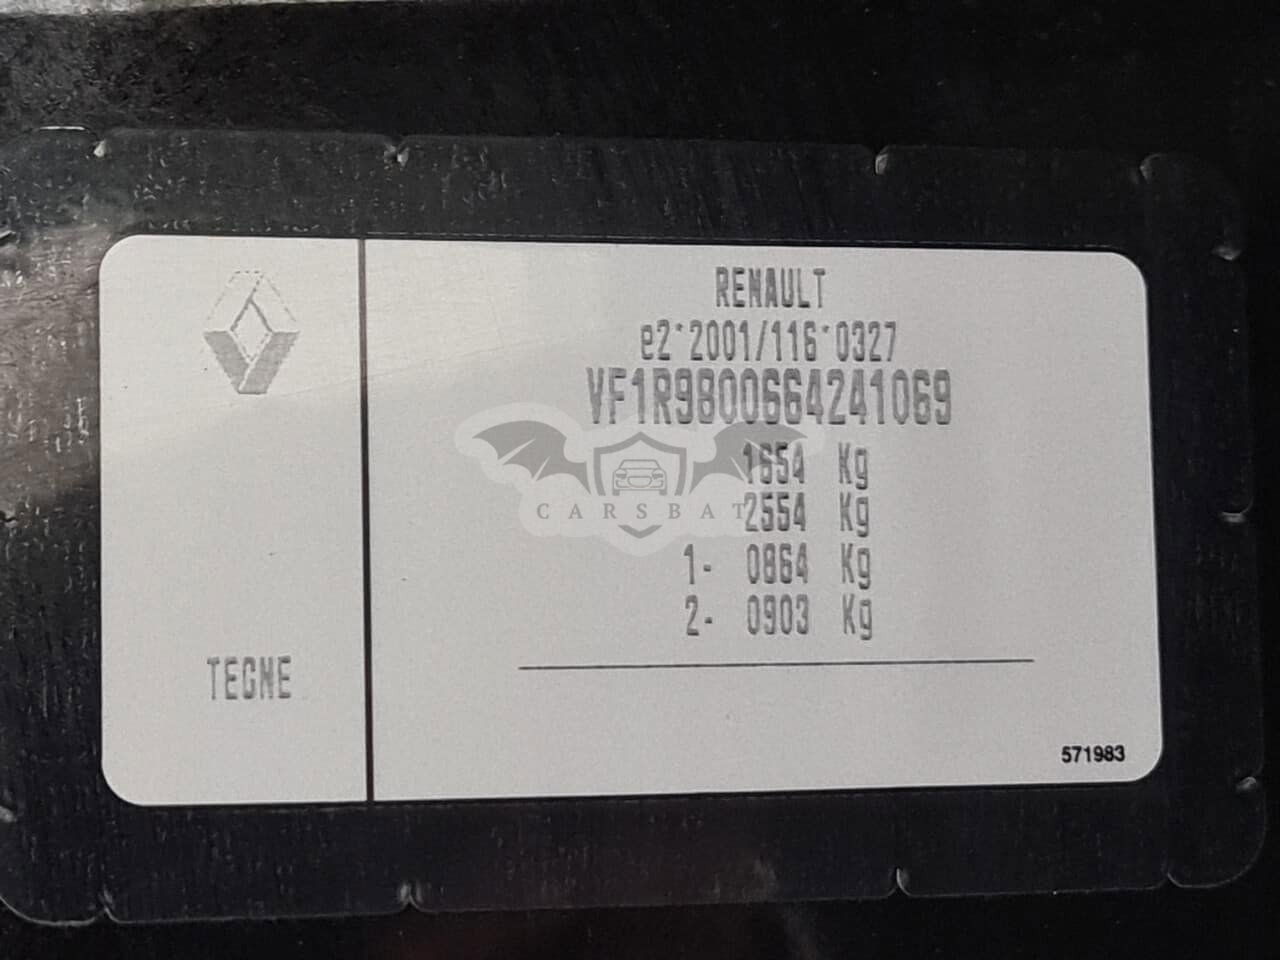 RENAULT
e2*2001/116*0327
VF1R9800664241069
1654 Kg
CARSBAT
2554 Kg
1- 0864 Kg
2- 0903 Kg
TECNE
571983